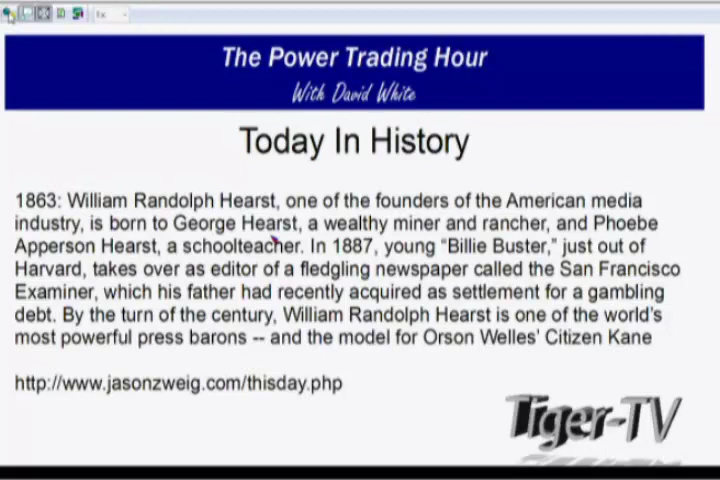 The Power Trading Hour
With David White
Today In History
1863: William Randolph Hearst, one of the founders of the American media
industry, is born to George Hearst, a wealthy miner and rancher, and Phoebe
Apperson Hearst, a schoolteacher. In 1887, young “Billie Buster,” just out of
Harvard, takes over as editor of a fledgling newspaper called the San Francisco
Examiner, which his father had recently acquired as settlement for a gambling
debt. By the turn of the century, William Randolph Hearst is one of the world’s
most powerful press barons -- and the model for Orson Welles’ Citizen Kane
http://www.jasonzweig.com/thisday.php
Tiger-TV